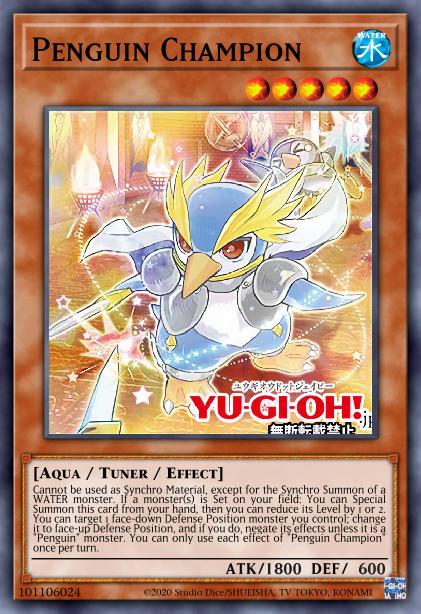 PENGUIN CHAMPION
WATER
水
ユウギオウドットジェイピー
YU-GI-OH!
無断転載禁止
[AQUA / TUNER / EFFECT]
Cannot be used as Synchro Material, except for the Synchro Summon of a
WATER monster. If a monster(s) is Set on your field: You can Special
Summon this card from your hand, then you can reduce its Level by 1 or 2.
You can target 1 face-down Defense Position monster you control; change
it to face-up Defense Position, and if you do, negate its effects unless it is a
"Penguin" monster. You can only use each effect of "Penguin Champion"
once per turn.
ATK/1800 DEF/ 600
101106024
©2020 Studio Dice/SHUEISHA, TV TOKYO, KONAMI